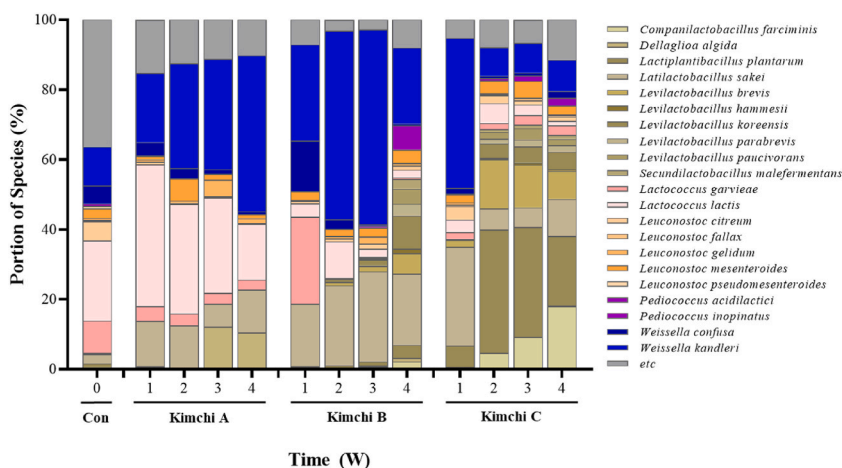 Portion of Species (%)
100
80
60
40
20
0
0 1 2 3 4 1 2 3 4 1 2 3 4
Con Kimchi A Kimchi B Kimchi C
Time (W)
Companilactobacillus farciminis
Dellaglioa algida
Lactiplantibacillus plantarum
Latilactobacillus sakei
Levilactobacillus brevis
Levilactobacillus hammesii
Levilactobacillus koreensis
Levilactobacillus parabrevis
Levilactobacillus paucivorans
Secundilactobacillus malefermentans
Lactococcus garvieae
Lactococcus lactis
Leuconostoc citreum
Leuconostoc fallax
Leuconostoc gelidum
Leuconostoc mesenteroides
Leuconostoc pseudomesenteroides
Pediococcus acidilactici
Pediococcus inopinatus
Weissella confusa
Weissella kandleri
etc